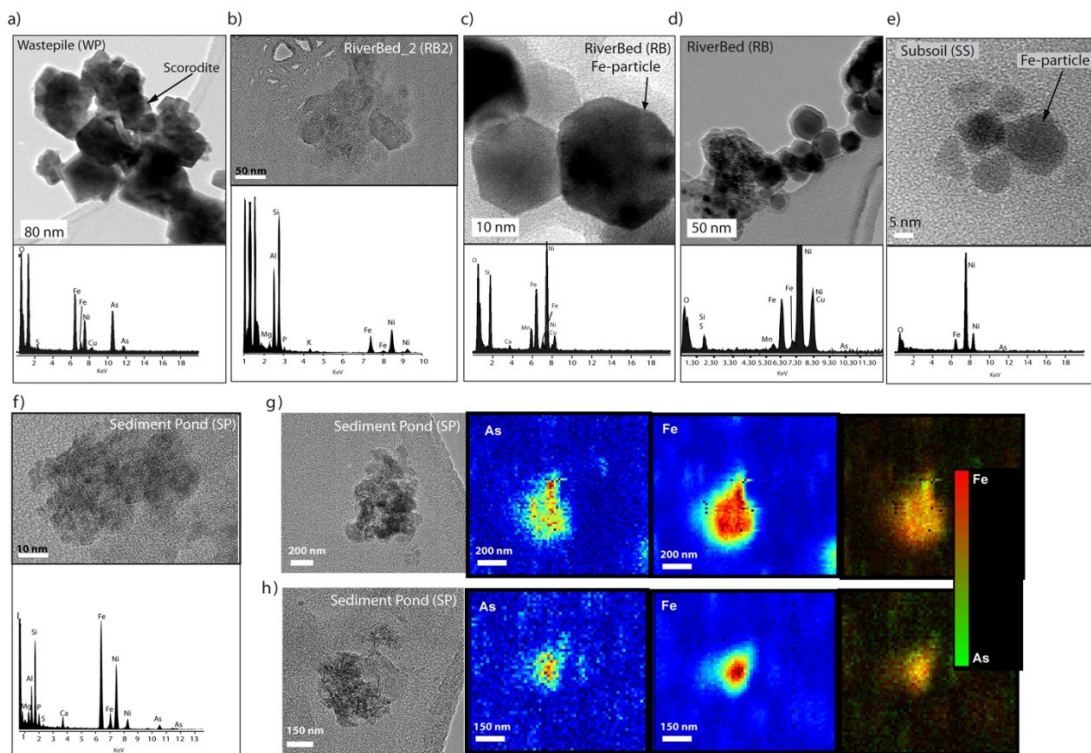 a)
Wastepile (WP)
Scorodite
80 nm
O
Fe
Fe
Ni
As
S
Cu
As
2 4 6 8 10 12 14 16 18
KeV
b)
RiverBed_2 (RB2)
50 nm
Si
Al
Mg
P
K
Fe
Fe
Ni
Ni
1 2 3 4 5 6 7 8 9 10
KeV
c)
RiverBed (RB)
Fe-particle
10 nm
O
Si
Ca
Mn
Fe
Ni
Fe
Ni
Cu
2 4 6 8 10 12 14 16 18
KeV
d)
RiverBed (RB)
50 nm
O
Si
S
Mn
Fe
Fe
Ni
Ni
Cu
As
1.30 2.30 3.30 4.30 5.30 6.30 7.30 8.30 9.30 10.30 11.30 12.30
KeV
e)
Subsoil (SS)
Fe-particle
5 nm
O
Fe
Ni
Ni
As
2 4 6 8 10 12 14 16 18
KeV
f)
Sediment Pond (SP)
10 nm
Mg
Al
Si
P
S
Ca
Fe
Fe
Ni
Ni
As
As
0 1 2 3 4 5 6 7 8 9 10 11 12 13
KeV
g)
Sediment Pond (SP)
200 nm
As
200 nm
Fe
200 nm
h)
Sediment Pond (SP)
150 nm
As
150 nm
Fe
150 nm
Fe
As